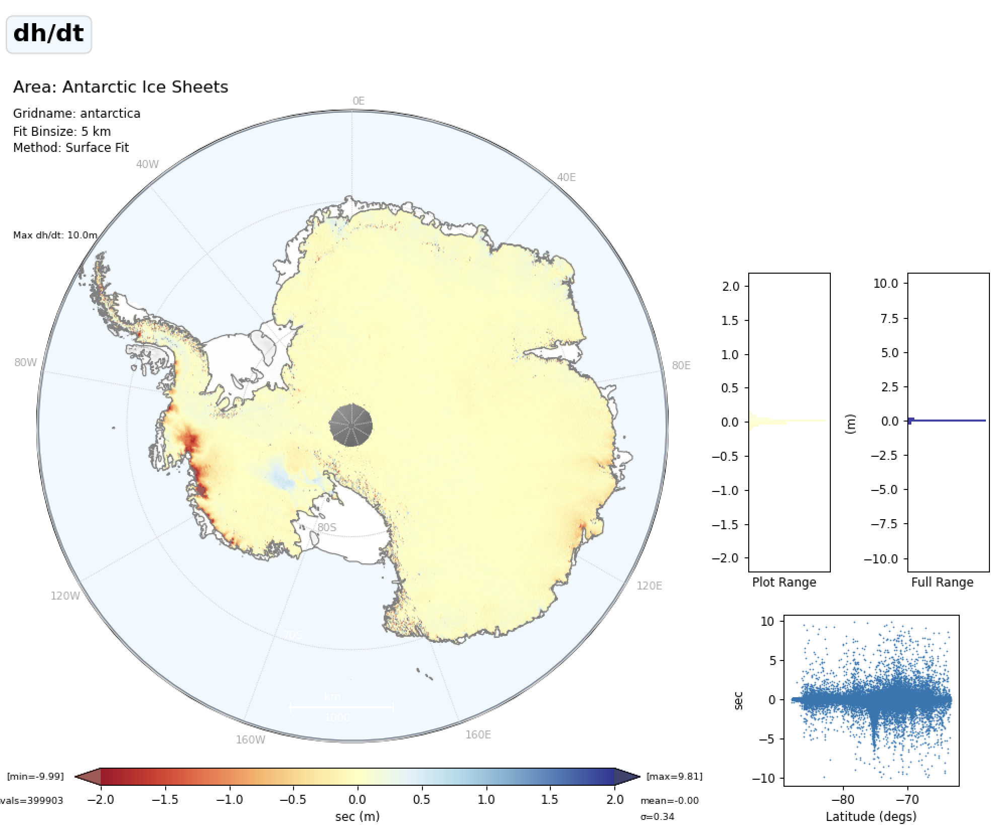 dh/dt
Area: Antarctic Ice Sheets
Gridname: antarctica
Fit Binsize: 5 km
Method: Surface Fit
Max dh/dt: 10.0m
0E
40W
40E
80W
80E
120W
120E
160W
160E
80S
70S
km
1000
2.0
1.5
1.0
0.5
0.0
−0.5
−1.0
−1.5
−2.0
Plot Range
(m)
10.0
7.5
5.0
2.5
0.0
−2.5
−5.0
−7.5
−10.0
Full Range
sec
10
5
0
−5
−10
−80 −70
Latitude (degs)
[min=-9.99]
[max=9.81]
vals=399903
−2.0 −1.5 −1.0 −0.5 0.0 0.5 1.0 1.5 2.0
mean=-0.00
sec (m)
σ=0.34